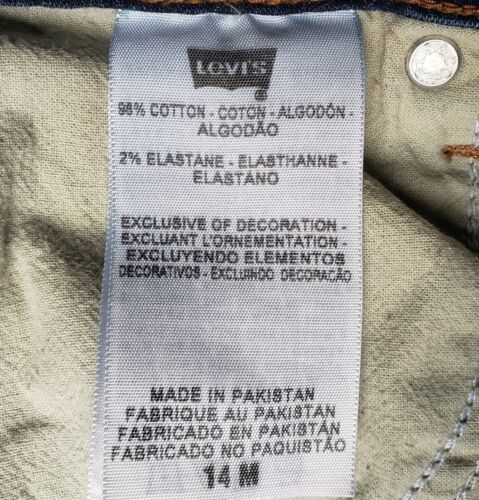 Levi's
98% COTTON - COTON - ALGODÓN -
ALGODÃO
2% ELASTANE - ELASTHANNE -
ELASTANO
EXCLUSIVE OF DECORATION -
EXCLUANT L'ORNEMENTATION -
EXCLUYENDO ELEMENTOS
DECORATIVOS - EXCLUINDO DECORAÇÃO
MADE IN PAKISTAN
FABRIQUE AU PAKISTAN
FABRICADO EN PAKISTÁN
FABRICADO NO PAQUISTÃO
14 M